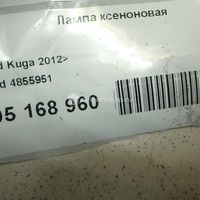 Лампа ксеноновая
d Kuga 2012>
d 4855951
05 168 960